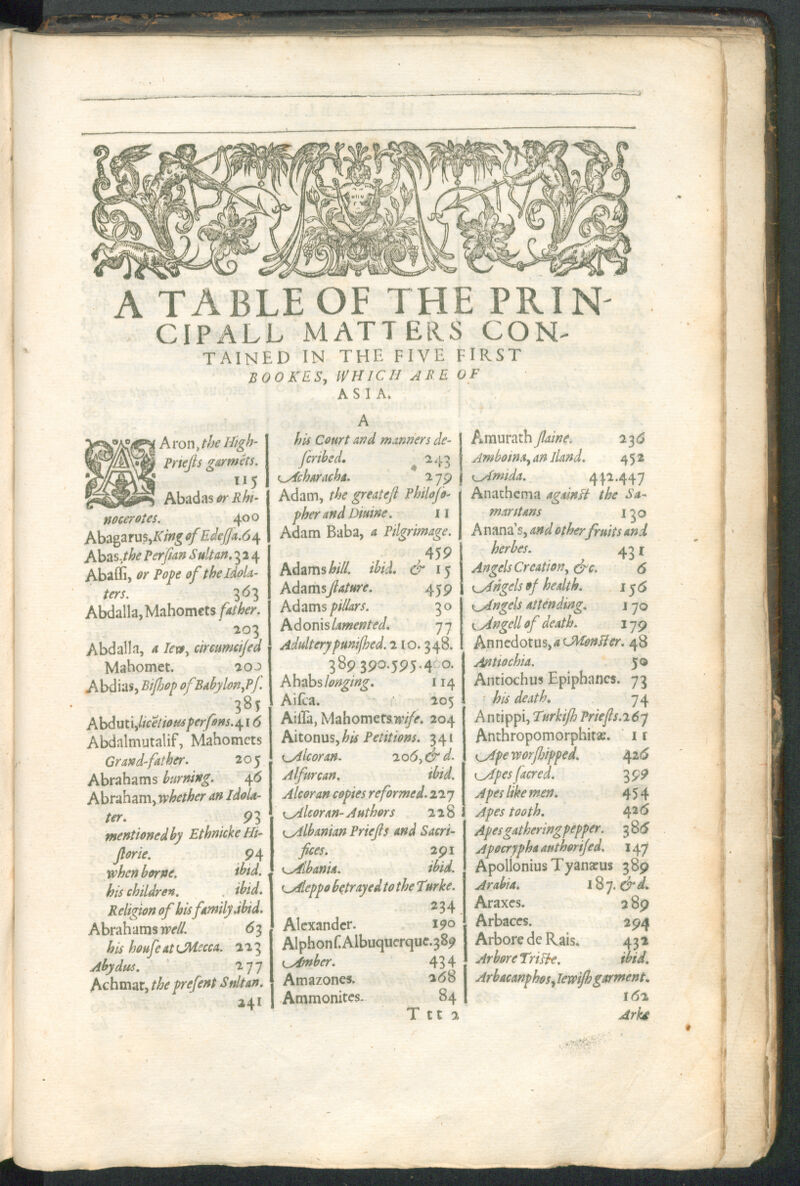 A TABLE OF THE PRIN-
CIPALL MATTERS CON-
TAINED IN THE FIVE FIRST
BOOKES, WHICH ARE OF
ASIA.
A
Aron, the High-
Prieſts garmẽts.
115
Abadas or Rhi-
nocerotes. 400
Abagarus, King of Edeſſa. 64
Abas, the Perſian Sultan. 324
Abaſſi, or Pope of the Idola-
ters. 363
Abdalla, Mahomets father.
203
Abdalla, a Iew, circumciſed
Mahomet. 200
Abdias, Biſhop of Babylon, Pſ.
385
Abduti, licẽtious perſons. 416
Abdalmutalif, Mahomets
Grand-father. 205
Abrahams burning. 46
Abraham, whether an Idola-
ter. 93
mentioned by Ethnicke Hi-
ſtorie. 94
when borne. ibid.
his children. ibid.
Religion of his family. ibid.
Abrahams well. 63
his houſe at Mecca. 223
Abydus. 277
Achmat, the preſent Sultan.
241
his Court and manners de-
ſcribed. 243
Acharacha. 279
Adam, the greateſt Philoſo-
pher and Diuine. 11
Adam Baba, a Pilgrimage.
459
Adams hill. ibid. & 15
Adams ſtature. 459
Adams pillars. 30
Adonis lamented. 77
Adultery puniſhed. 210. 348.
389 390. 595. 400.
Ahabs longing. 114
Aiſca. 205
Aiſſa, Mahomets wife. 204
Aitonus, his Petitions. 341
Alcoran. 206, & d.
Alfurcan. ibid.
Alcoran copies reformed. 227
Alcoran-Authors 228
Albanian Prieſts and Sacri-
fices. 291
Albania. ibid.
Aleppo betrayed to the Turke.
234
Alexander. 190
Alphonſ. Albuquerque. 389
Amber. 434
Amazones. 268
Ammonites. 84
Ttt 2
Amurath ſlaine. 236
Amboina, an Iland. 452
Amida. 442.447
Anathema againſt the Sa-
maritans 130
Anana's, and other fruits and
herbes. 431
Angels Creation, &c. 6
Angels of health. 156
Angels attending. 170
Angell of death. 179
Annedotus, a Monſter. 48
Antiochia. 50
Antiochus Epiphanes. 73
his death. 74
Antippi, Turkiſh Prieſts. 267
Anthropomorphitæ. 11
Ape worſhipped. 426
Apes ſacred. 399
Apes like men. 454
Apes tooth. 426
Apes gathering pepper. 386
Apocrypha authoriſed. 147
Apollonius Tyanæus 389
Arabia. 187. & d.
Araxes. 289
Arbaces. 294
Arbore de Rais. 432
Arbore Triſte. ibid.
Arbacanphos, Iewiſh garment.
162
Arke